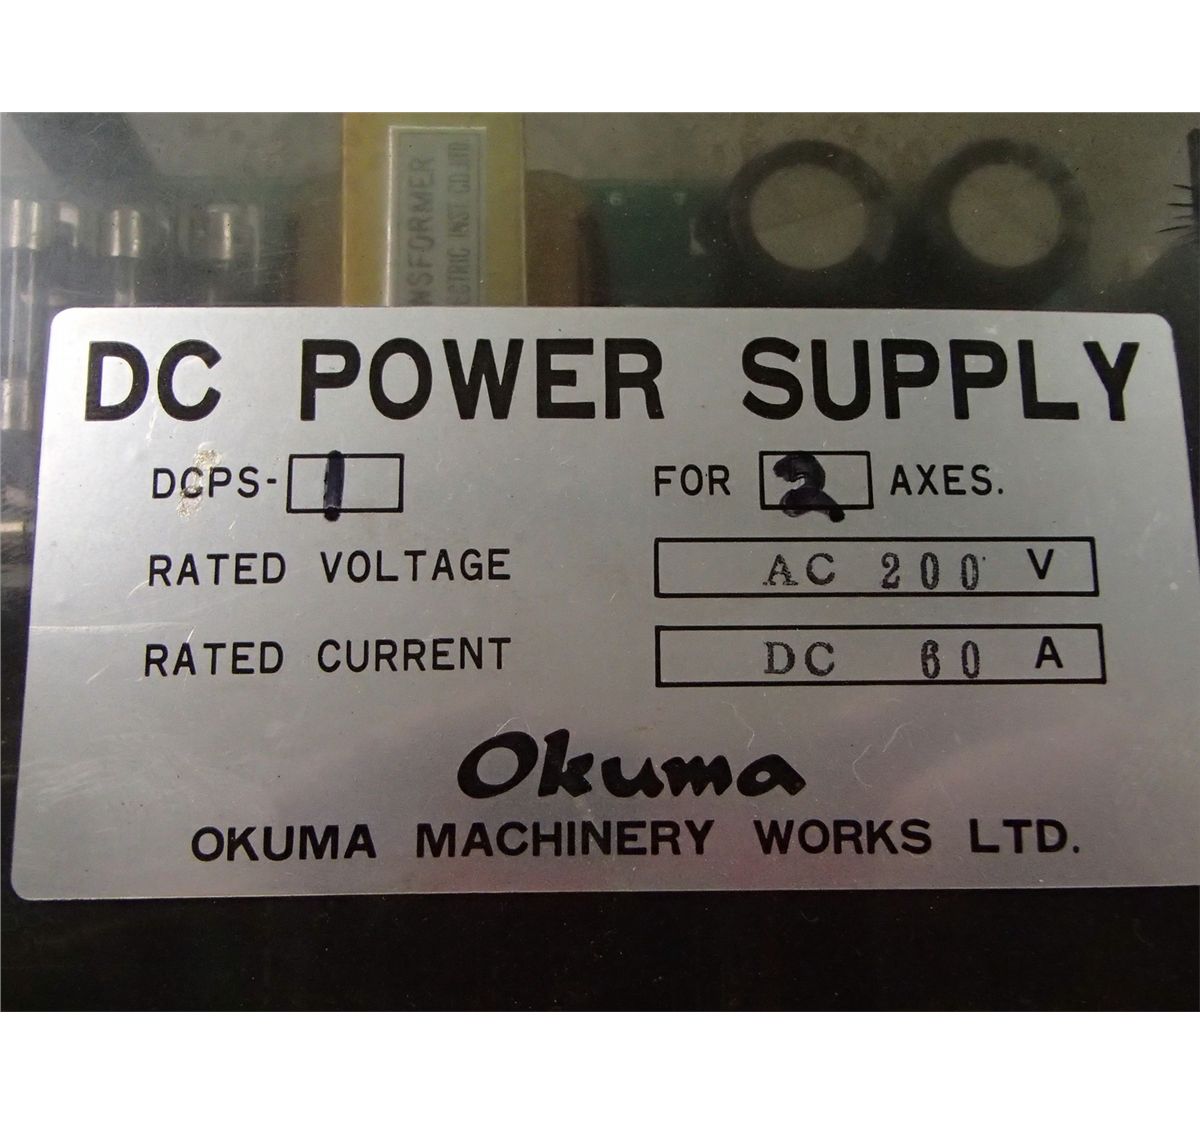 TRANSFORMER
DC POWER SUPPLY
DCPS-1 FOR 2 AXES.
RATED VOLTAGE AC 200 V
RATED CURRENT DC 60 A
Okuma
OKUMA MACHINERY WORKS LTD.